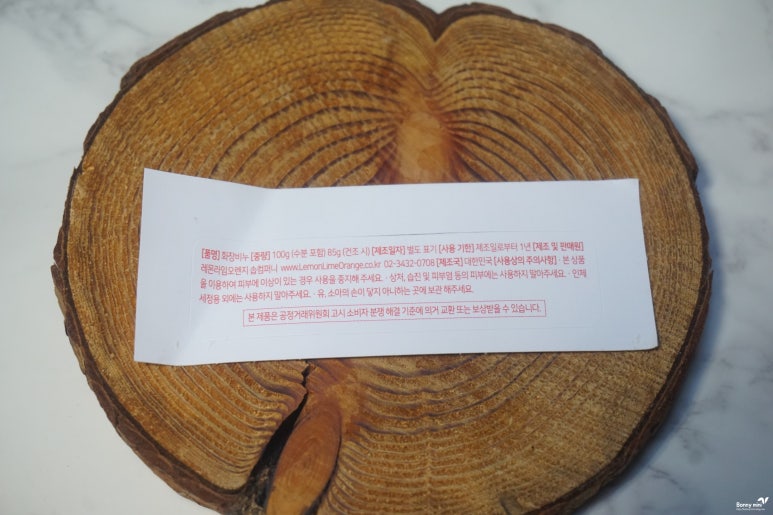 [품명] 화장비누 [중량] 100g (수분 포함) 85g (건조 시) [제조일자] 별도 표기 [사용 기한] 제조일로부터 1년 [제조 및 판매원]
레몬라임오렌지 솝컴퍼니 www.LemonLimeOrange.co.kr 02-3432-0708 [제조국] 대한민국 [사용상의 주의사항] · 본 상품
을 이용하여 피부에 이상이 있는 경우 사용을 중지해 주세요. · 상처, 습진 및 피부염 등의 피부에는 사용하지 말아주세요. · 인체
세정용 외에는 사용하지 말아주세요. · 유, 소아의 손이 닿지 아니하는 곳에 보관 해주세요.
본 제품은 공정거래위원회 고시 소비자 분쟁 해결 기준에 의거 교환 또는 보상받을 수 있습니다.
Bonny mini